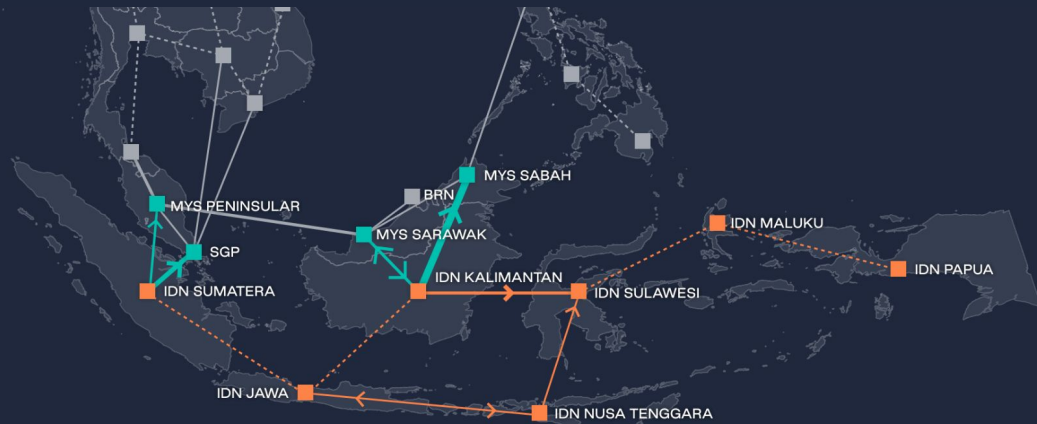 MYS SABAH
BRN
MYS PENINSULAR
IDN MALUKU
MYS SARAWAK
SGP
IDN PAPUA
IDN KALIMANTAN
IDN SUMATERA
IDN SULAWESI
IDN JAWA
IDN NUSA TENGGARA